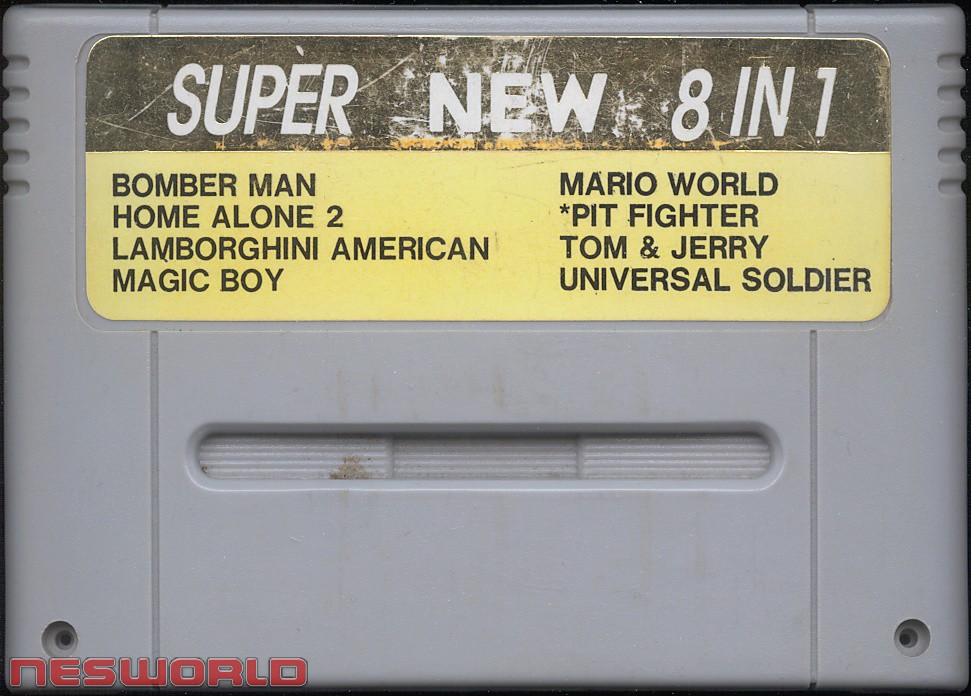 SUPER NEW 8 IN 1
BOMBER MAN
HOME ALONE 2
LAMBORGHINI AMERICAN
MAGIC BOY
MARIO WORLD
*PIT FIGHTER
TOM & JERRY
UNIVERSAL SOLDIER
NESWORLD